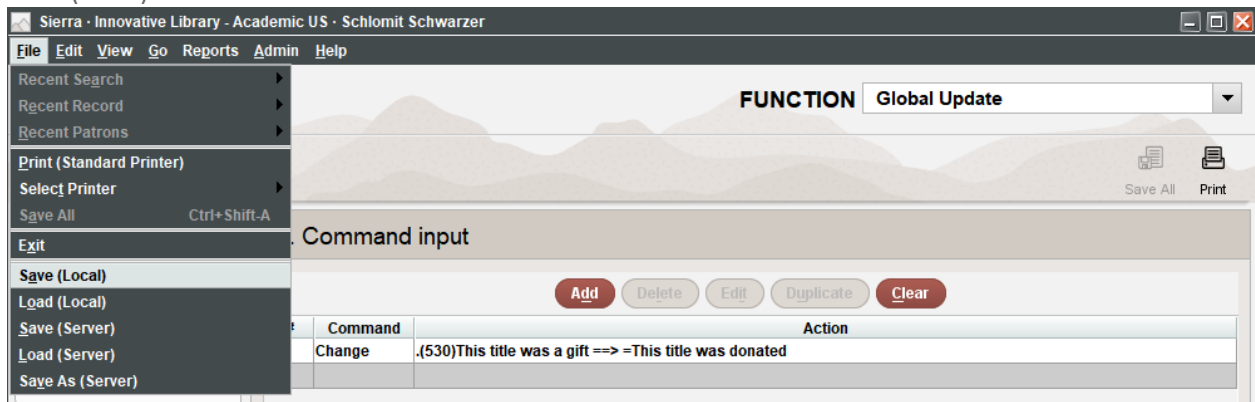 Sierra · Innovative Library - Academic US · Schlomit Schwarzer
File Edit View Go Reports Admin Help
Recent Search
Recent Record
Recent Patrons
Print (Standard Printer)
Select Printer
Save All Ctrl+Shift-A
Exit
Save (Local)
Load (Local)
Save (Server)
Load (Server)
Save As (Server)
FUNCTION Global Update
Save All Print
. Command input
Add Delete Edit Duplicate Clear
Command Action
Change .(530)This title was a gift ==> =This title was donated